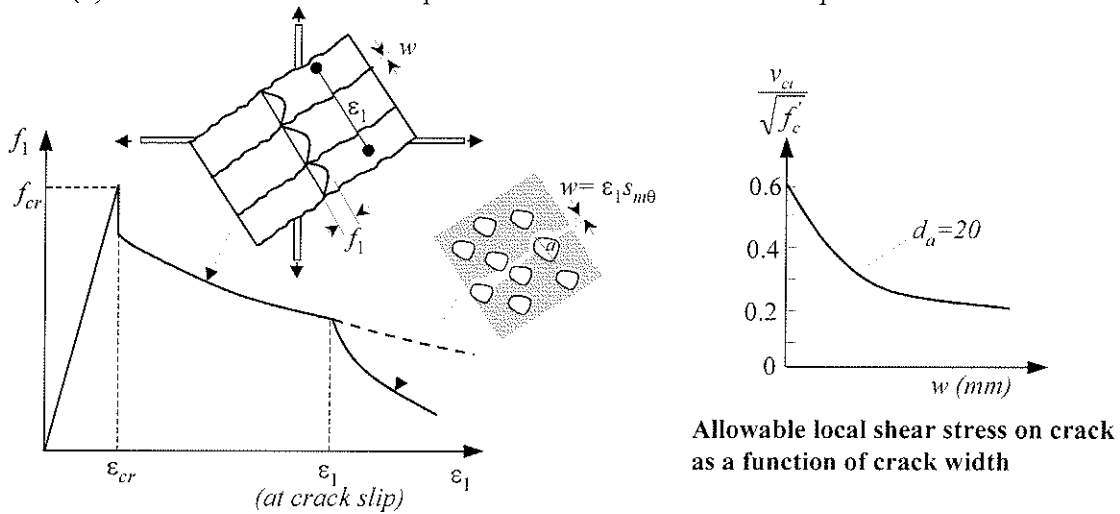 w
ε1
f1
fcr
f1
εcr
ε1
ε1
(at crack slip)
w= ε1smθ
a
vci
√f'c
0.6
0.4
0.2
0
da=20
w (mm)
Allowable local shear stress on crack
as a function of crack width